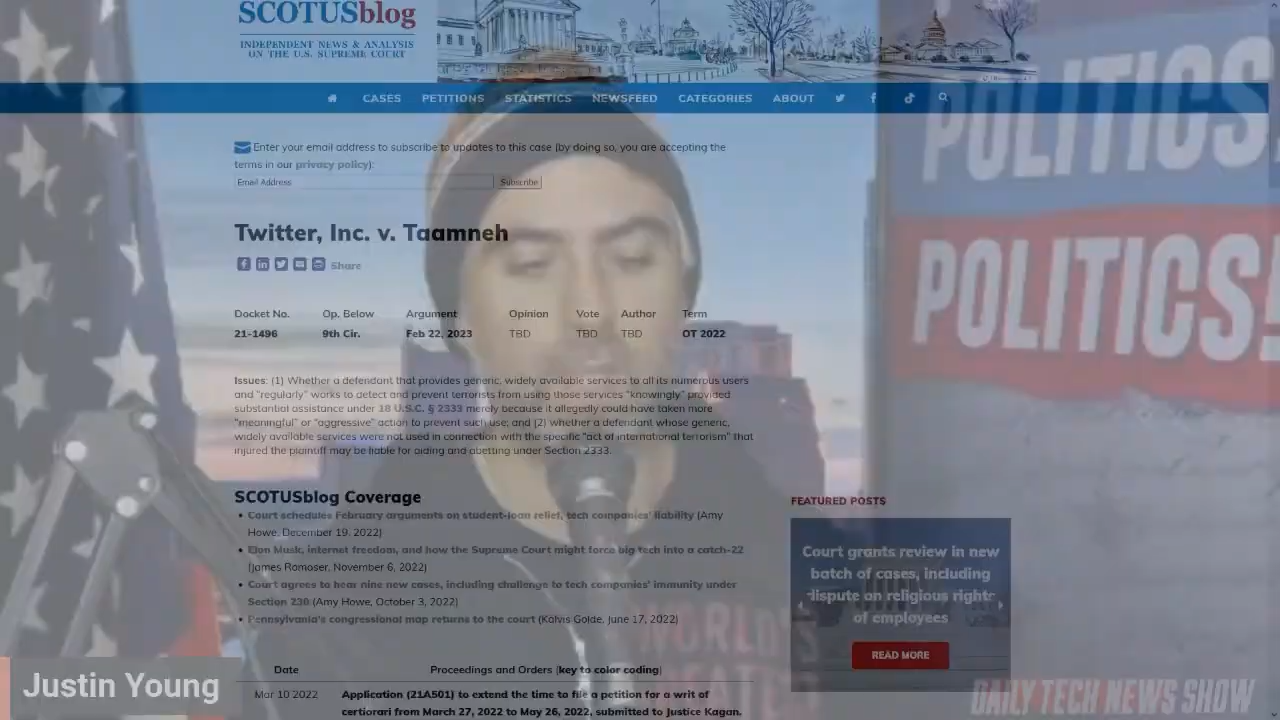 SCOTUSblog
INDEPENDENT NEWS & ANALYSIS
ON THE U.S. SUPREME COURT
CASES PETITIONS STATISTICS NEWSFEED CATEGORIES ABOUT
POLITICS!
POLITICS!
Enter your email address to subscribe to updates to this case (by doing so, you are accepting the
terms in our privacy policy):
Email Address Subscribe
Twitter, Inc. v. Taamneh
Share
Docket No. Op. Below Argument Opinion Vote Author Term
21-1496 9th Cir. Feb 22, 2023 TBD TBD TBD OT 2022
Issues: (1) Whether a defendant that provides generic, widely available services to all its numerous users
and "regularly" works to detect and prevent terrorists from using those services "knowingly" provided
substantial assistance under 18 U.S.C. § 2333 merely because it allegedly could have taken more
"meaningful" or "aggressive" action to prevent such use; and (2) whether a defendant whose generic,
widely available services were not used in connection with the specific "act of international terrorism" that
injured the plaintiff may be liable for aiding and abetting under Section 2333.
SCOTUSblog Coverage
• Court schedules February arguments on student-loan relief, tech companies' liability (Amy
Howe, December 19, 2022)
• Elon Musk, internet freedom, and how the Supreme Court might force big tech into a catch-22
(James Romoser, November 6, 2022)
• Court agrees to hear nine new cases, including challenge to tech companies' immunity under
Section 230 (Amy Howe, October 3, 2022)
• Pennsylvania's congressional map returns to the court (Kalvis Golde, June 17, 2022)
FEATURED POSTS
Court grants review in new
batch of cases, including
dispute on religious rights
of employees
READ MORE
WORLD'S
Date Proceedings and Orders (key to color coding)
Mar 10 2022 Application (21A501) to extend the time to file a petition for a writ of
certiorari from March 27, 2022 to May 26, 2022, submitted to Justice Kagan.
Justin Young
DAILY TECH NEWS SHOW